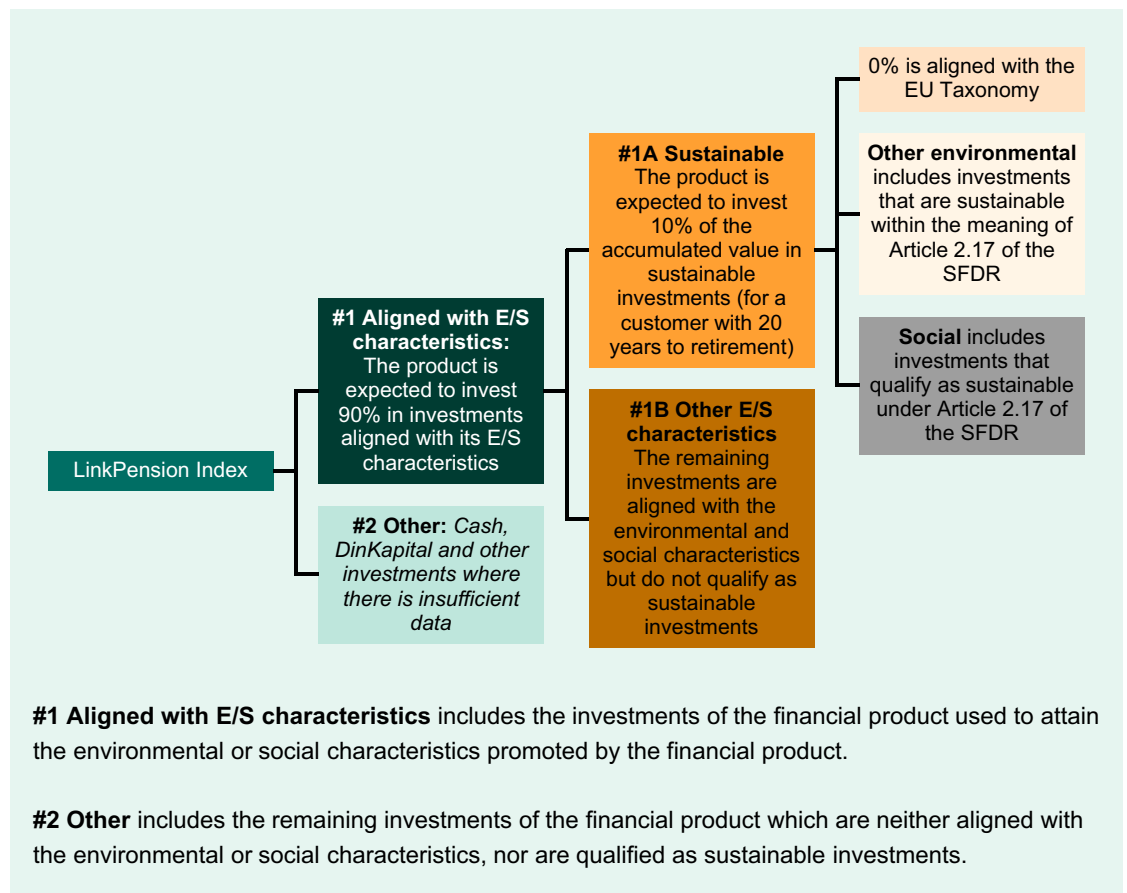 LinkPension Index
#1 Aligned with E/S
characteristics:
The product is
expected to invest
90% in investments
aligned with its E/S
characteristics
#2 Other: Cash,
DinKapital and other
investments where
there is insufficient
data
#1A Sustainable
The product is
expected to invest
10% of the
accumulated value in
sustainable
investments (for a
customer with 20
years to retirement)
#1B Other E/S
characteristics
The remaining
investments are
aligned with the
environmental and
social characteristics
but do not qualify as
sustainable
investments
0% is aligned with the
EU Taxonomy
Other environmental
includes investments
that are sustainable
within the meaning of
Article 2.17 of the
SFDR
Social includes
investments that
qualify as sustainable
under Article 2.17 of
the SFDR
#1 Aligned with E/S characteristics includes the investments of the financial product used to attain
the environmental or social characteristics promoted by the financial product.
#2 Other includes the remaining investments of the financial product which are neither aligned with
the environmental or social characteristics, nor are qualified as sustainable investments.